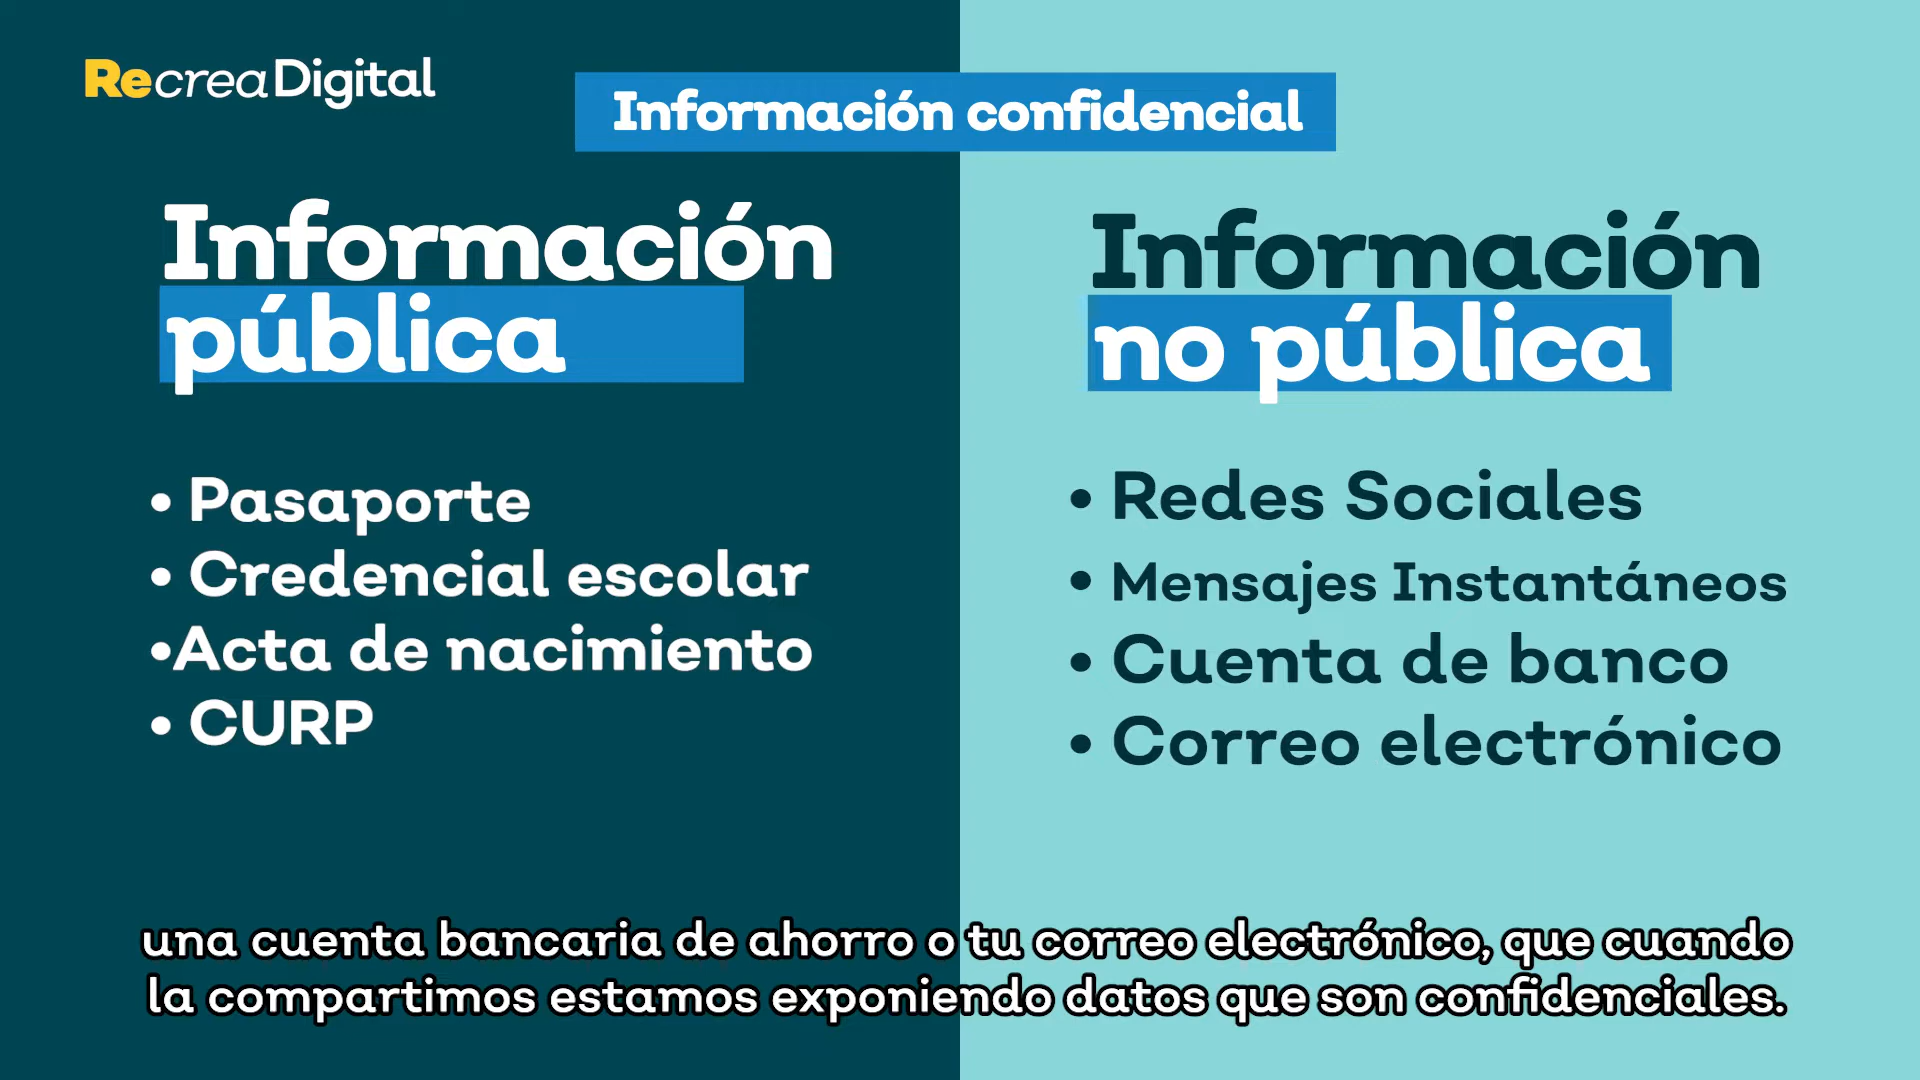 RecreaDigital
Información confidencial
Información
pública
• Pasaporte
• Credencial escolar
•Acta de nacimiento
• CURP
Información
no pública
• Redes Sociales
• Mensajes Instantáneos
• Cuenta de banco
• Correo electrónico
una cuenta bancaria de ahorro o tu correo electrónico, que cuando
la compartimos estamos exponiendo datos que son confidenciales.